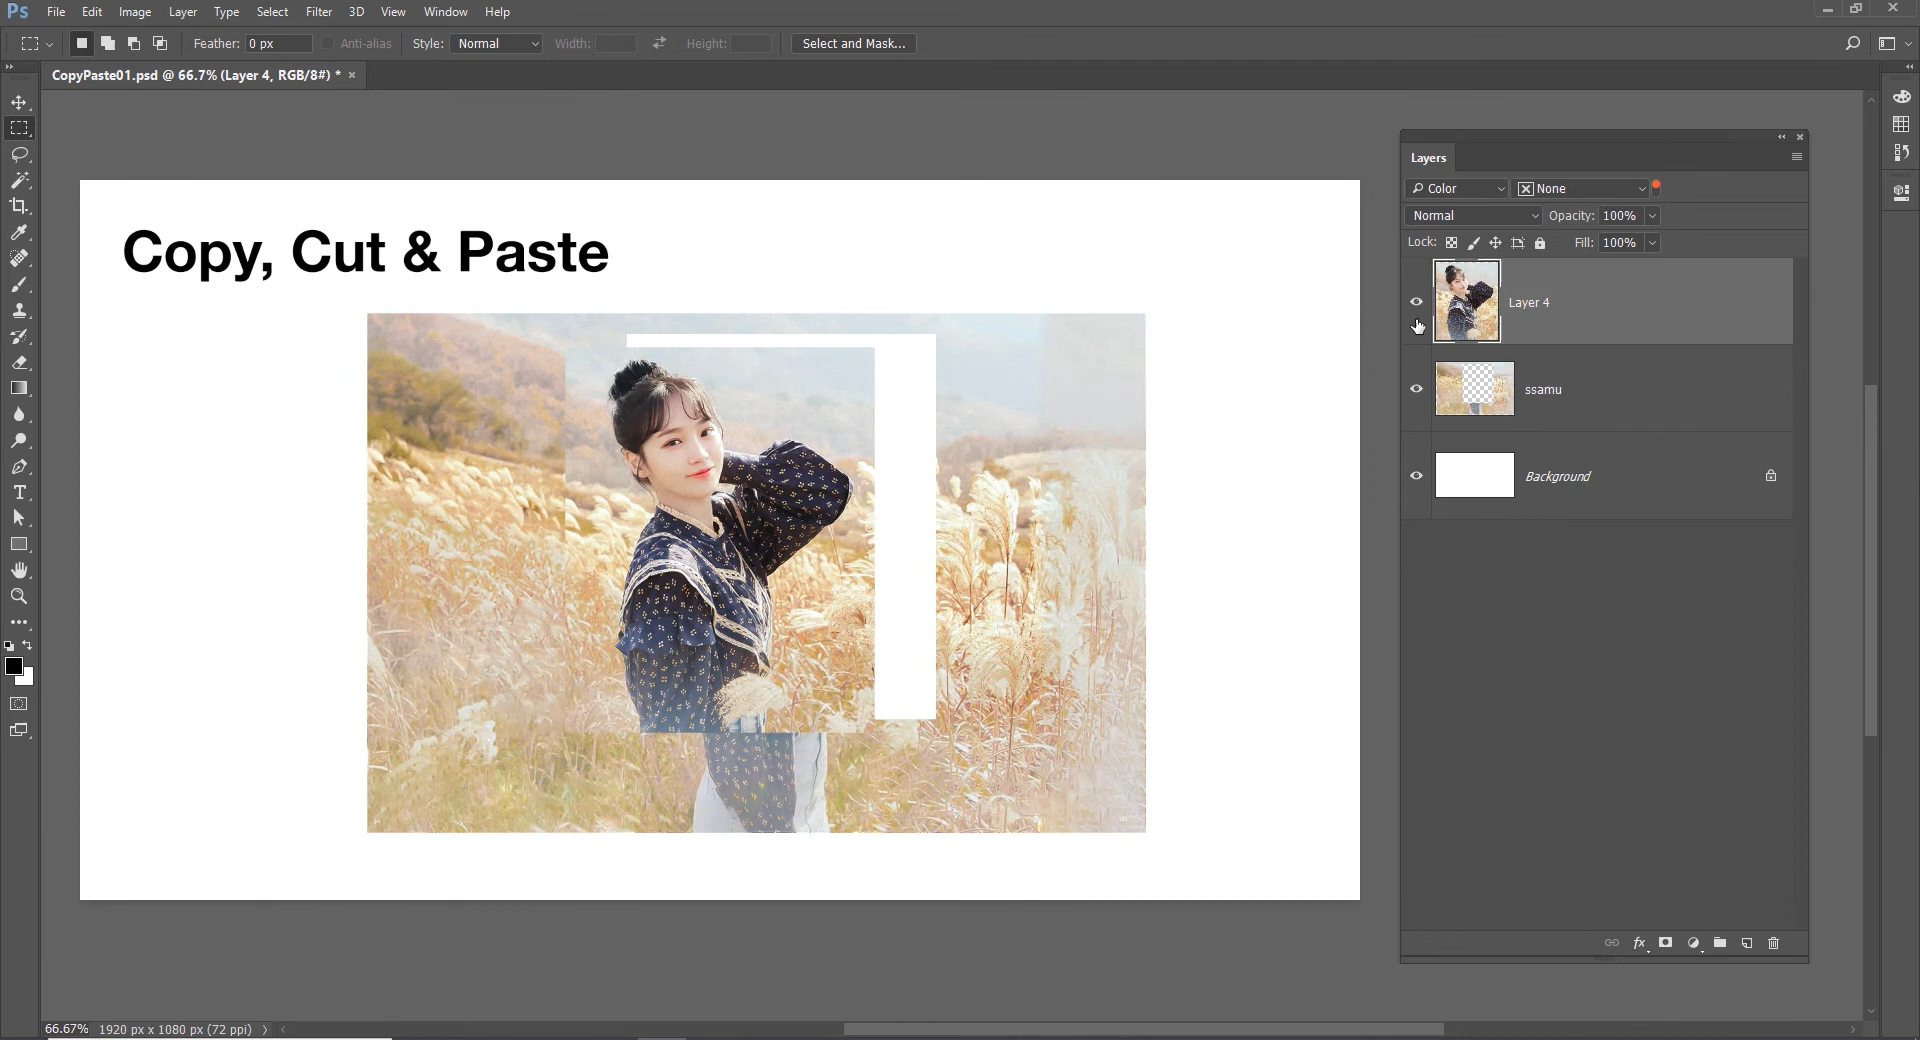 Ps File Edit Image Layer Type Select Filter 3D View Window Help
Feather: 0 px Anti-alias Style: Normal Width: Height: Select and Mask...
CopyPaste01.psd @ 66.7% (Layer 4, RGB/8#) * ×
Copy, Cut & Paste
Layers
Color None
Normal Opacity: 100%
Lock: Fill: 100%
Layer 4
ssamu
Background
fx
66.67% 1920 px x 1080 px (72 ppi)